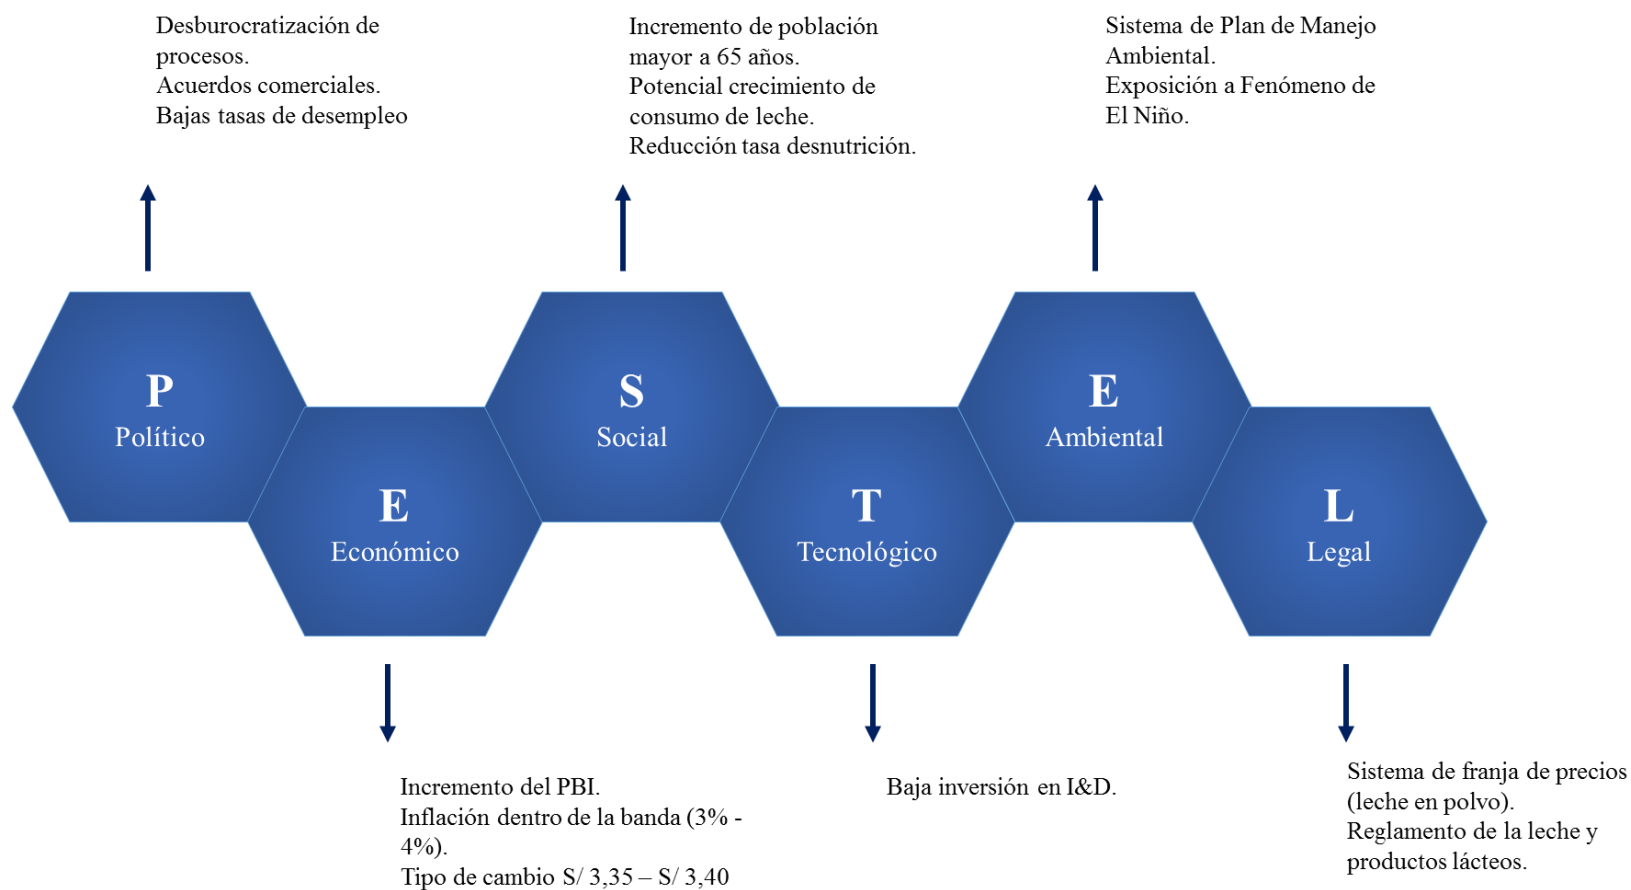 Desburocratización de
procesos.
Acuerdos comerciales.
Bajas tasas de desempleo
Incremento de población
mayor a 65 años.
Potencial crecimiento de
consumo de leche.
Reducción tasa desnutrición.
Sistema de Plan de Manejo
Ambiental.
Exposición a Fenómeno de
El Niño.
P
Político
E
Económico
S
Social
T
Tecnológico
E
Ambiental
L
Legal
Incremento del PBI.
Inflación dentro de la banda (3% -
4%).
Tipo de cambio S/ 3,35 – S/ 3,40
Baja inversión en I&D.
Sistema de franja de precios
(leche en polvo).
Reglamento de la leche y
productos lácteos.